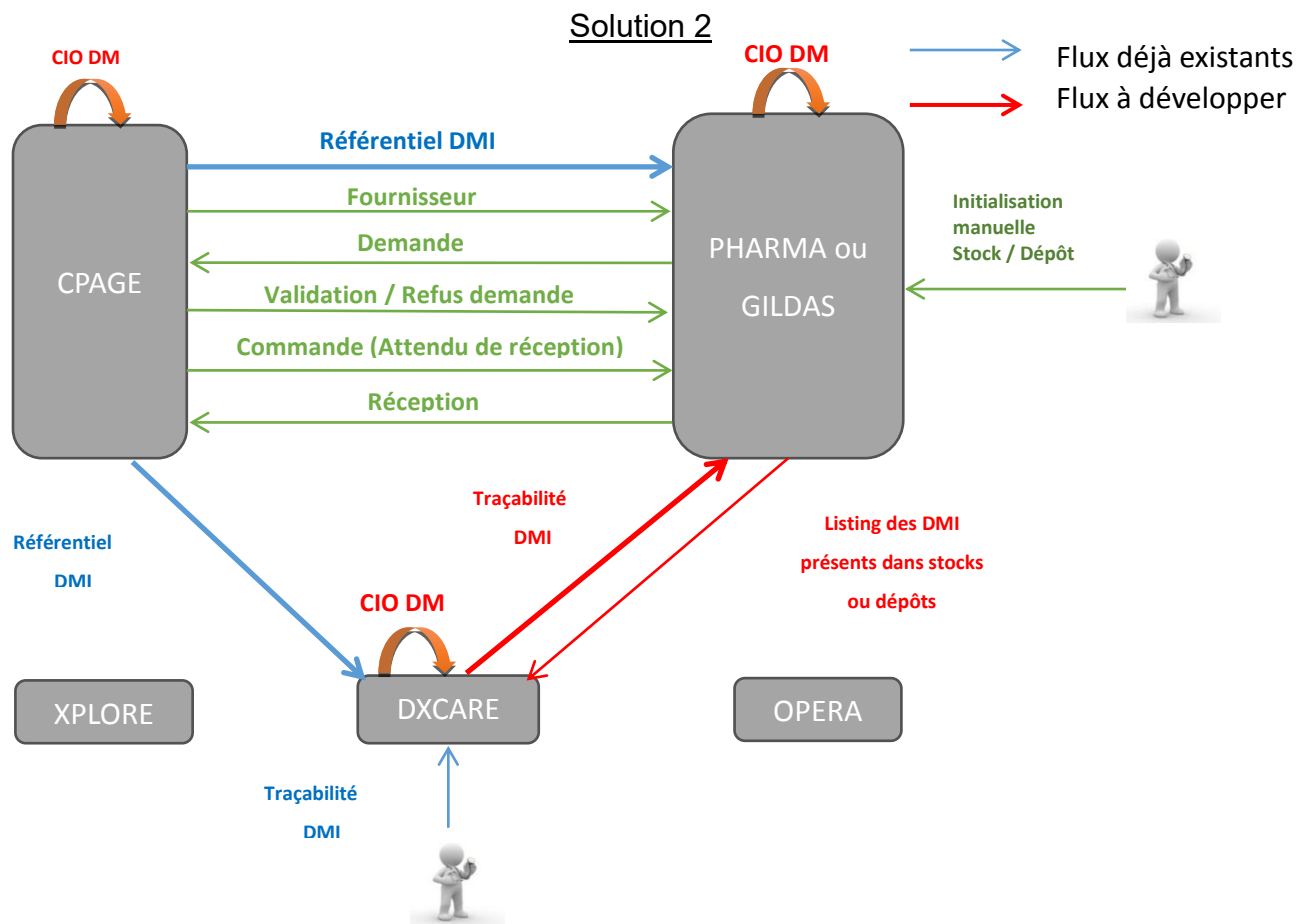 Solution 2
CIO DM
CIO DM
Flux déjà existants
Flux à développer
Référentiel DMI
Fournisseur
Demande
Validation / Refus demande
Commande (Attendu de réception)
Réception
CPAGE
PHARMA ou
GILDAS
Initialisation
manuelle
Stock / Dépôt
Référentiel
DMI
Traçabilité
DMI
Listing des DMI
présents dans stocks
ou dépôts
CIO DM
XPLORE
DXCARE
OPERA
Traçabilité
DMI